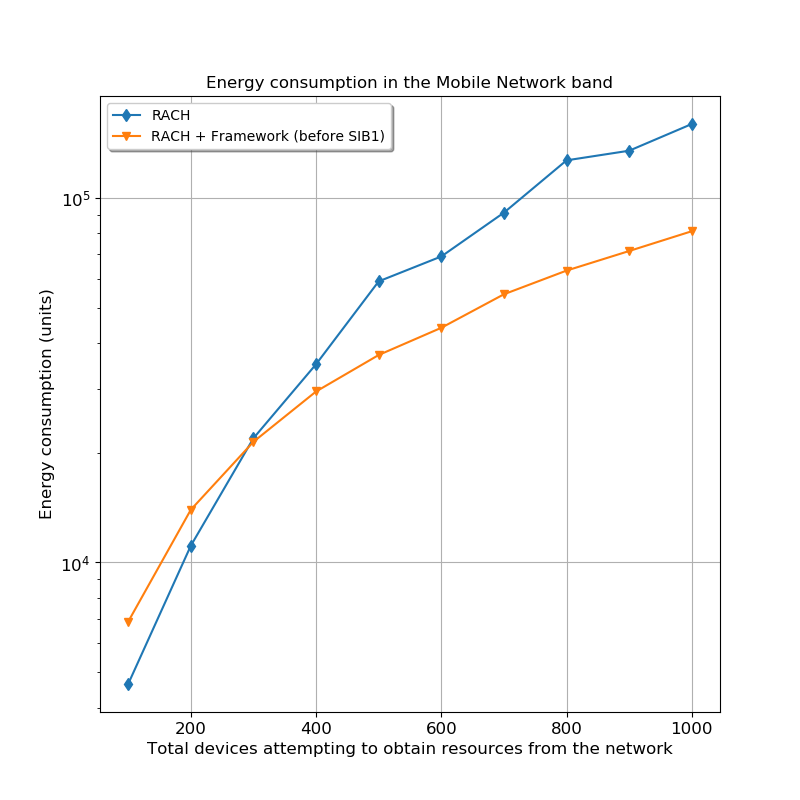 Energy consumption in the Mobile Network band
RACH
RACH + Framework (before SIB1)
10^5
10^4
Energy consumption (units)
200 400 600 800 1000
Total devices attempting to obtain resources from the network